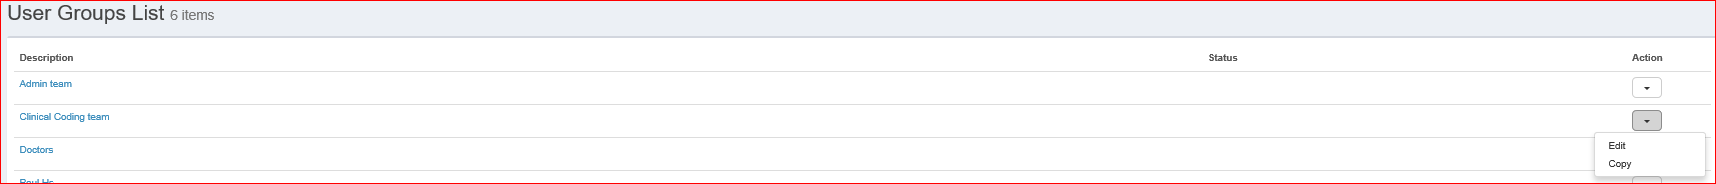 User Groups List 6 items
Description Status Action
Admin team
Clinical Coding team
Doctors
Edit
Copy